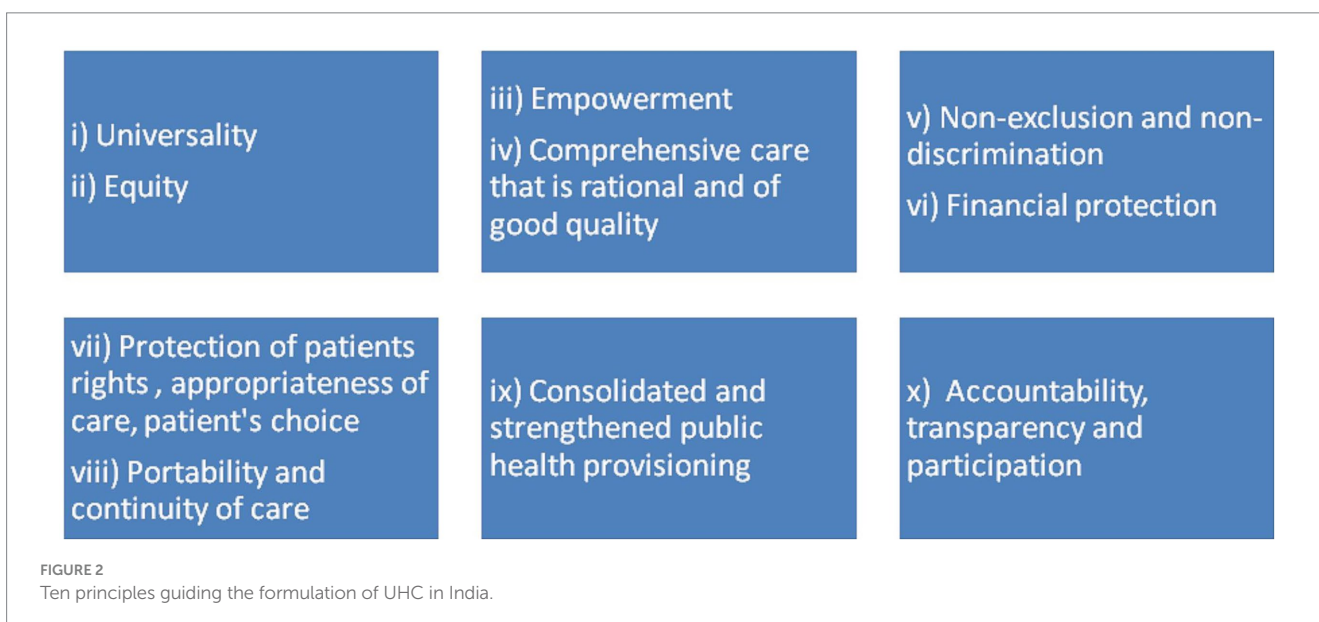 i) Universality
ii) Equity
iii) Empowerment
iv) Comprehensive care
that is rational and of
good quality
v) Non-exclusion and non-
discrimination
vi) Financial protection
vii) Protection of patients
rights , appropriateness of
care, patient's choice
viii) Portability and
continuity of care
ix) Consolidated and
strengthened public
health provisioning
x)  Accountability,
transparency and
participation
FIGURE 2
Ten principles guiding the formulation of UHC in India.